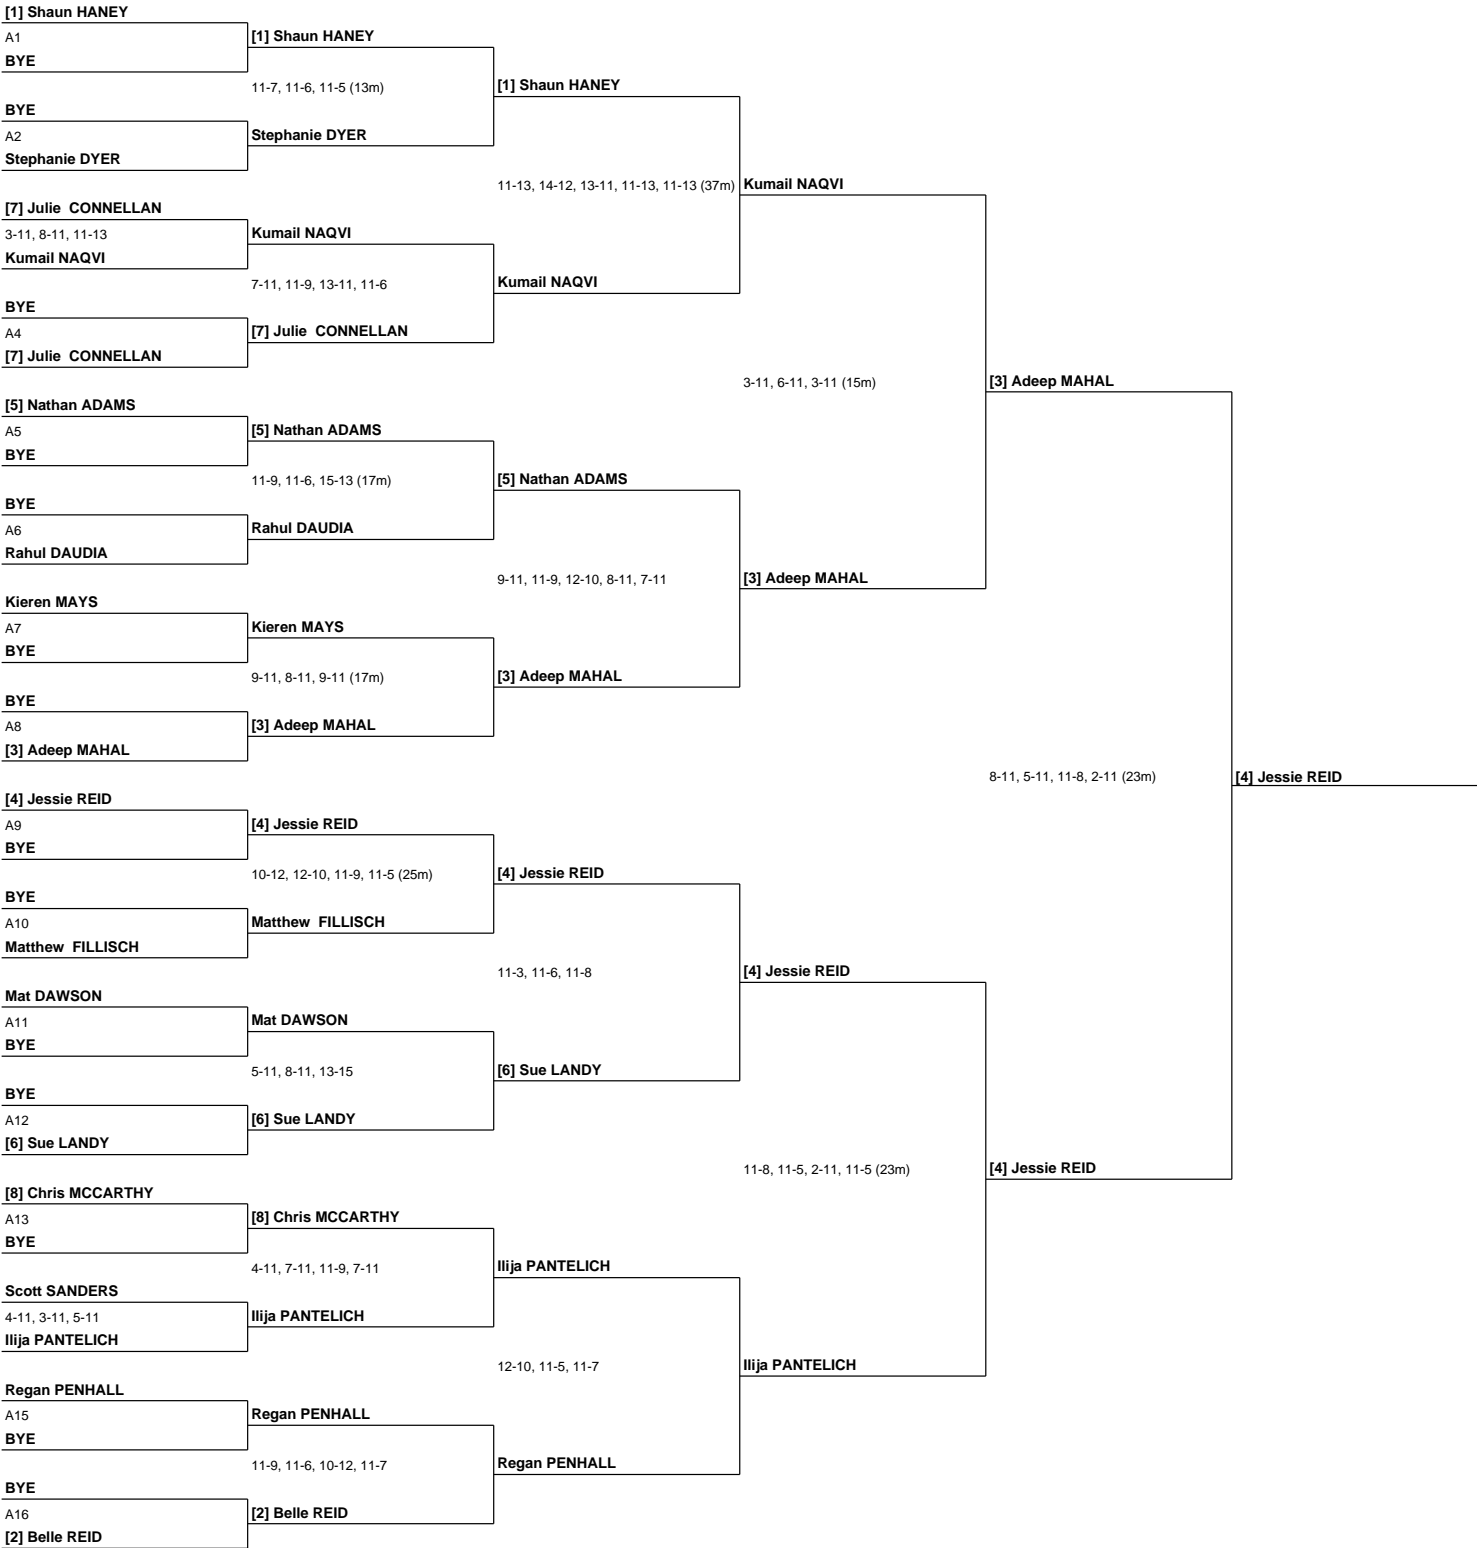 [1] Shaun HANEY
A1
BYE
BYE
A2
Stephanie DYER
[7] Julie  CONNELLAN
3-11, 8-11, 11-13
Kumail NAQVI
BYE
A4
[7] Julie  CONNELLAN
[5] Nathan ADAMS
A5
BYE
BYE
A6
Rahul DAUDIA
Kieren MAYS
A7
BYE
BYE
A8
[3] Adeep MAHAL
[4] Jessie REID
A9
BYE
BYE
A10
Matthew  FILLISCH
Mat DAWSON
A11
BYE
BYE
A12
[6] Sue LANDY
[8] Chris MCCARTHY
A13
BYE
Scott SANDERS
4-11, 3-11, 5-11
Ilija PANTELICH
Regan PENHALL
A15
BYE
BYE
A16
[2] Belle REID
[1] Shaun HANEY
11-7, 11-6, 11-5 (13m)
Stephanie DYER
Kumail NAQVI
7-11, 11-9, 13-11, 11-6
[7] Julie  CONNELLAN
[5] Nathan ADAMS
11-9, 11-6, 15-13 (17m)
Rahul DAUDIA
Kieren MAYS
9-11, 8-11, 9-11 (17m)
[3] Adeep MAHAL
[4] Jessie REID
10-12, 12-10, 11-9, 11-5 (25m)
Matthew  FILLISCH
Mat DAWSON
5-11, 8-11, 13-15
[6] Sue LANDY
[8] Chris MCCARTHY
4-11, 7-11, 11-9, 7-11
Ilija PANTELICH
Regan PENHALL
11-9, 11-6, 10-12, 11-7
[2] Belle REID
[1] Shaun HANEY
11-13, 14-12, 13-11, 11-13, 11-13 (37m)
Kumail NAQVI
[5] Nathan ADAMS
9-11, 11-9, 12-10, 8-11, 7-11
[3] Adeep MAHAL
[4] Jessie REID
11-3, 11-6, 11-8
[6] Sue LANDY
Ilija PANTELICH
12-10, 11-5, 11-7
Regan PENHALL
Kumail NAQVI
3-11, 6-11, 3-11 (15m)
[3] Adeep MAHAL
[4] Jessie REID
11-8, 11-5, 2-11, 11-5 (23m)
Ilija PANTELICH
[3] Adeep MAHAL
8-11, 5-11, 11-8, 2-11 (23m)
[4] Jessie REID
[4] Jessie REID